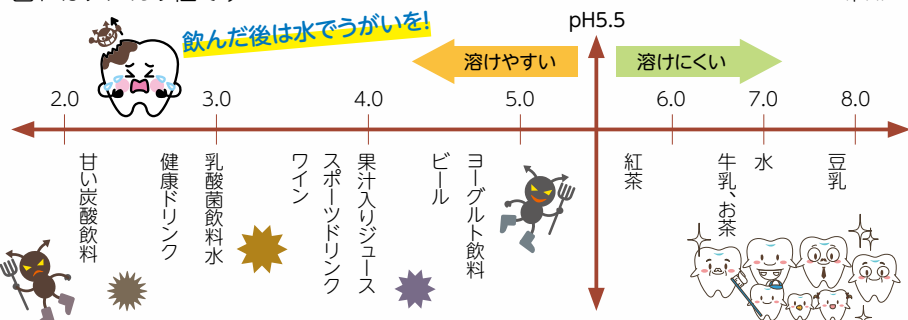 飲んだ後は水でうがいを!
pH5.5
溶けやすい
溶けにくい
2.0
3.0
4.0
5.0
6.0
7.0
8.0
甘い炭酸飲料
健康ドリンク
乳酸菌飲料水
ワイン
スポーツドリンク
果汁入りジュース
ビール
ヨーグルト飲料
紅茶
牛乳、お茶
水
豆乳